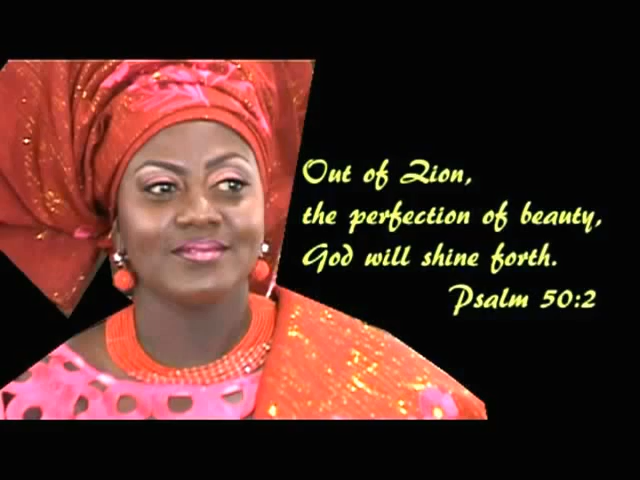 Out of Zion,
the perfection of beauty,
God will shine forth.
Psalm 50:2